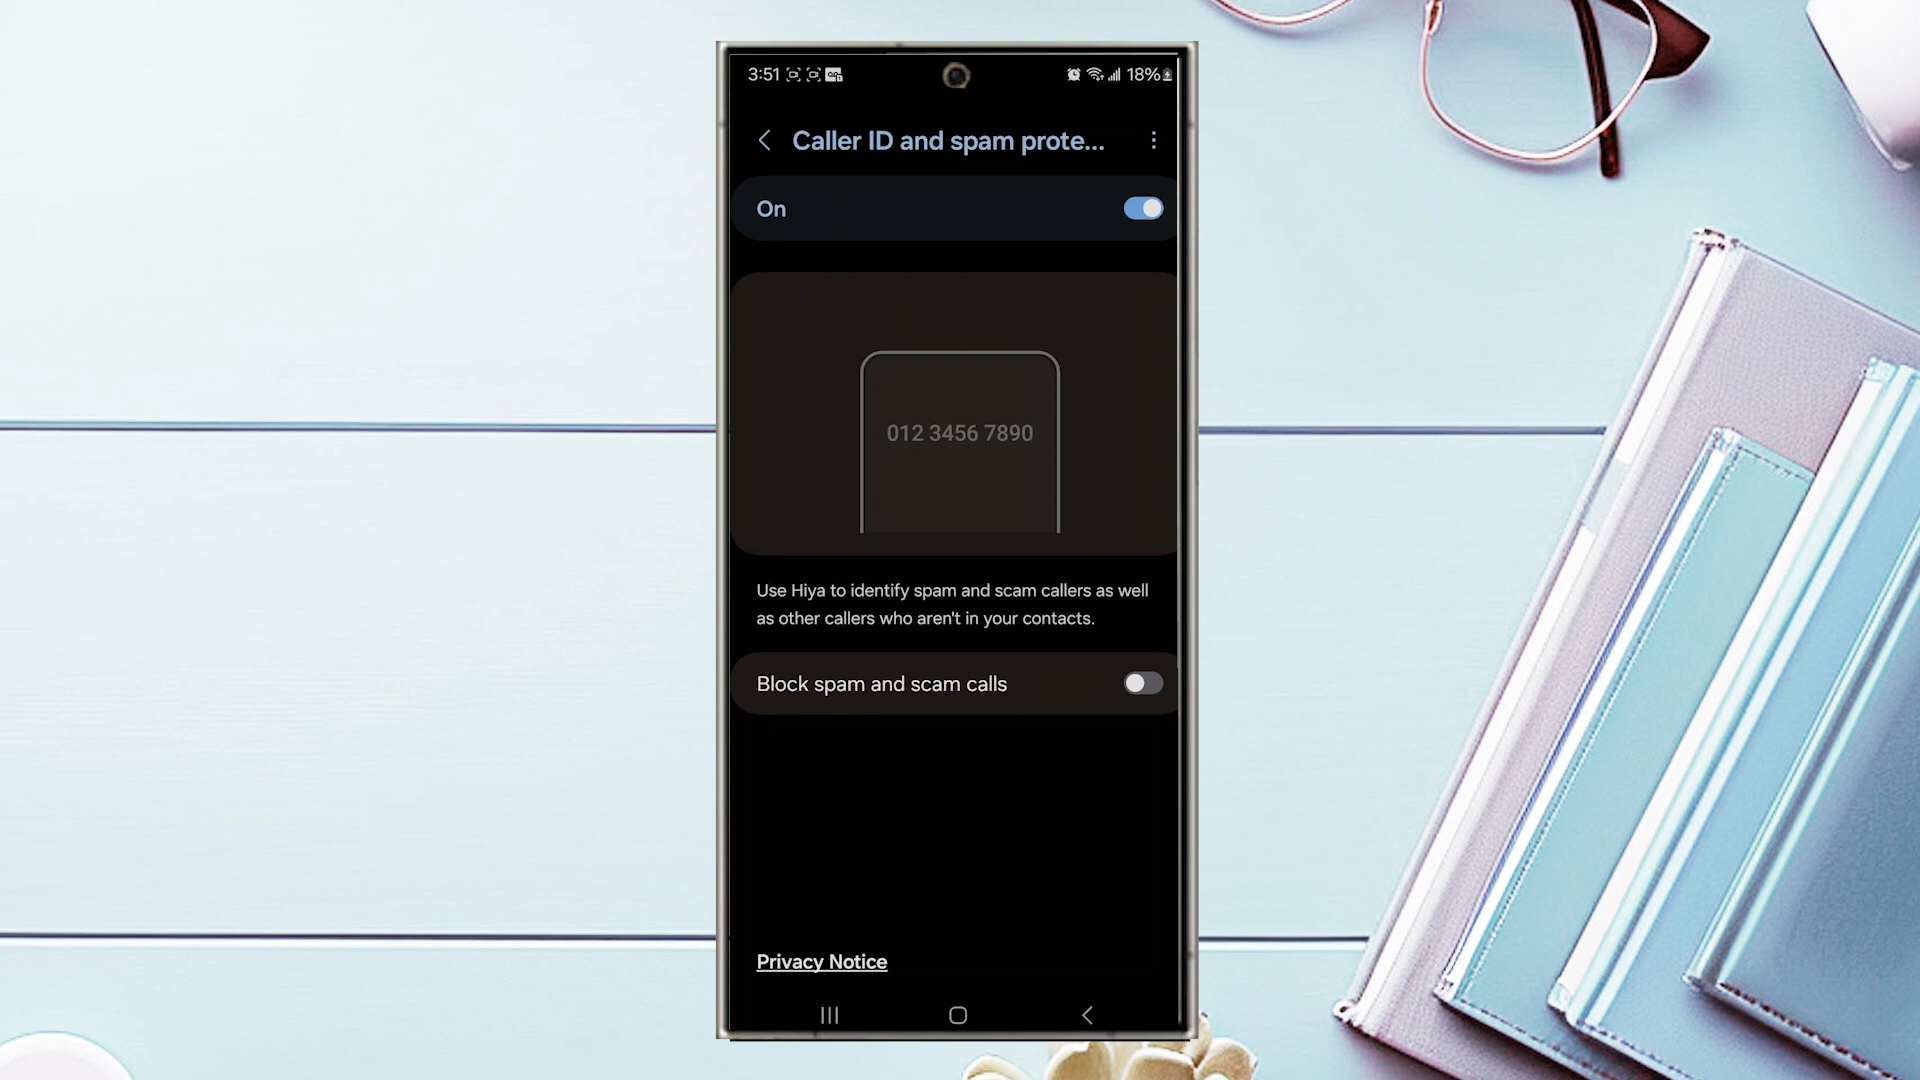 3:51
18%
Caller ID and spam prote...
On
012 3456 7890
Use Hiya to identify spam and scam callers as well
as other callers who aren't in your contacts.
Block spam and scam calls
Privacy Notice